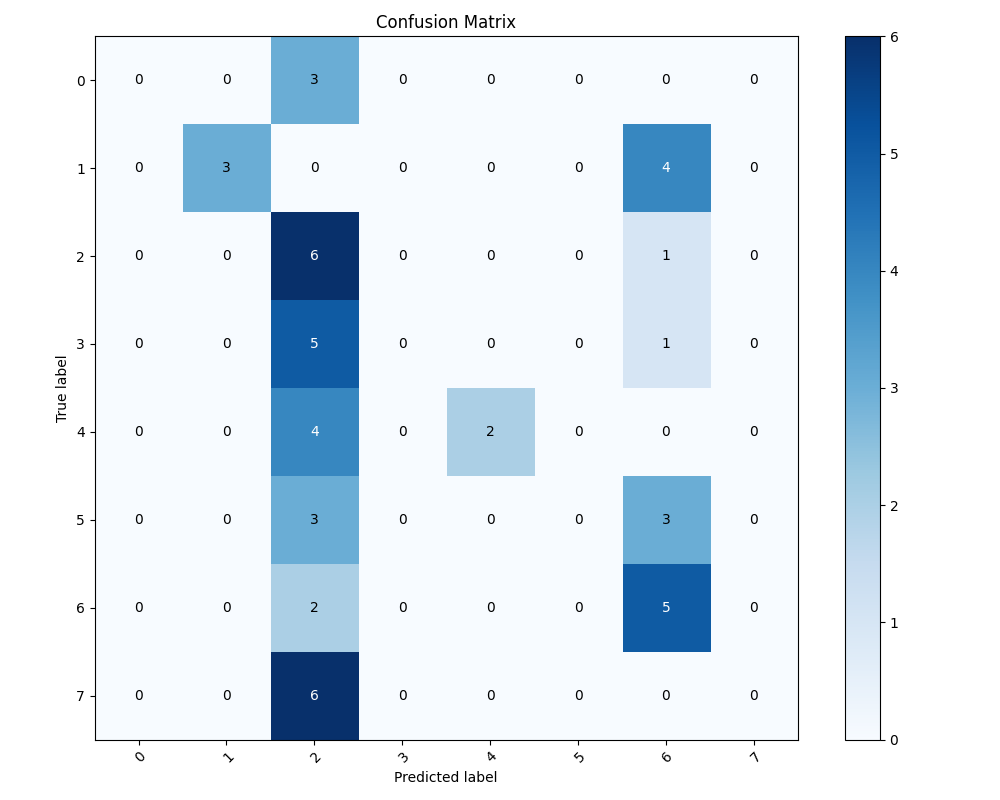 Confusion Matrix
0 0 0 3 0 0 0 0 0
1 0 3 0 0 0 0 4 0
2 0 0 6 0 0 0 1 0
3 0 0 5 0 0 0 1 0
4 0 0 4 0 2 0 0 0
5 0 0 3 0 0 0 3 0
6 0 0 2 0 0 0 5 0
7 0 0 6 0 0 0 0 0
0 1 2 3 4 5 6 7
True label
Predicted label
6
5
4
3
2
1
0